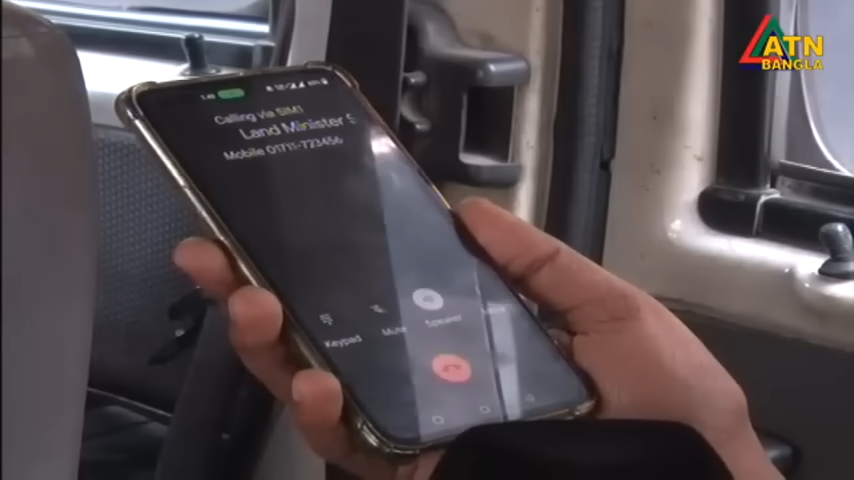 ATN
BANGLA
Calling via SIM1
Land Minister S
Mobile 01711-723456
Keypad
Mute
Speaker